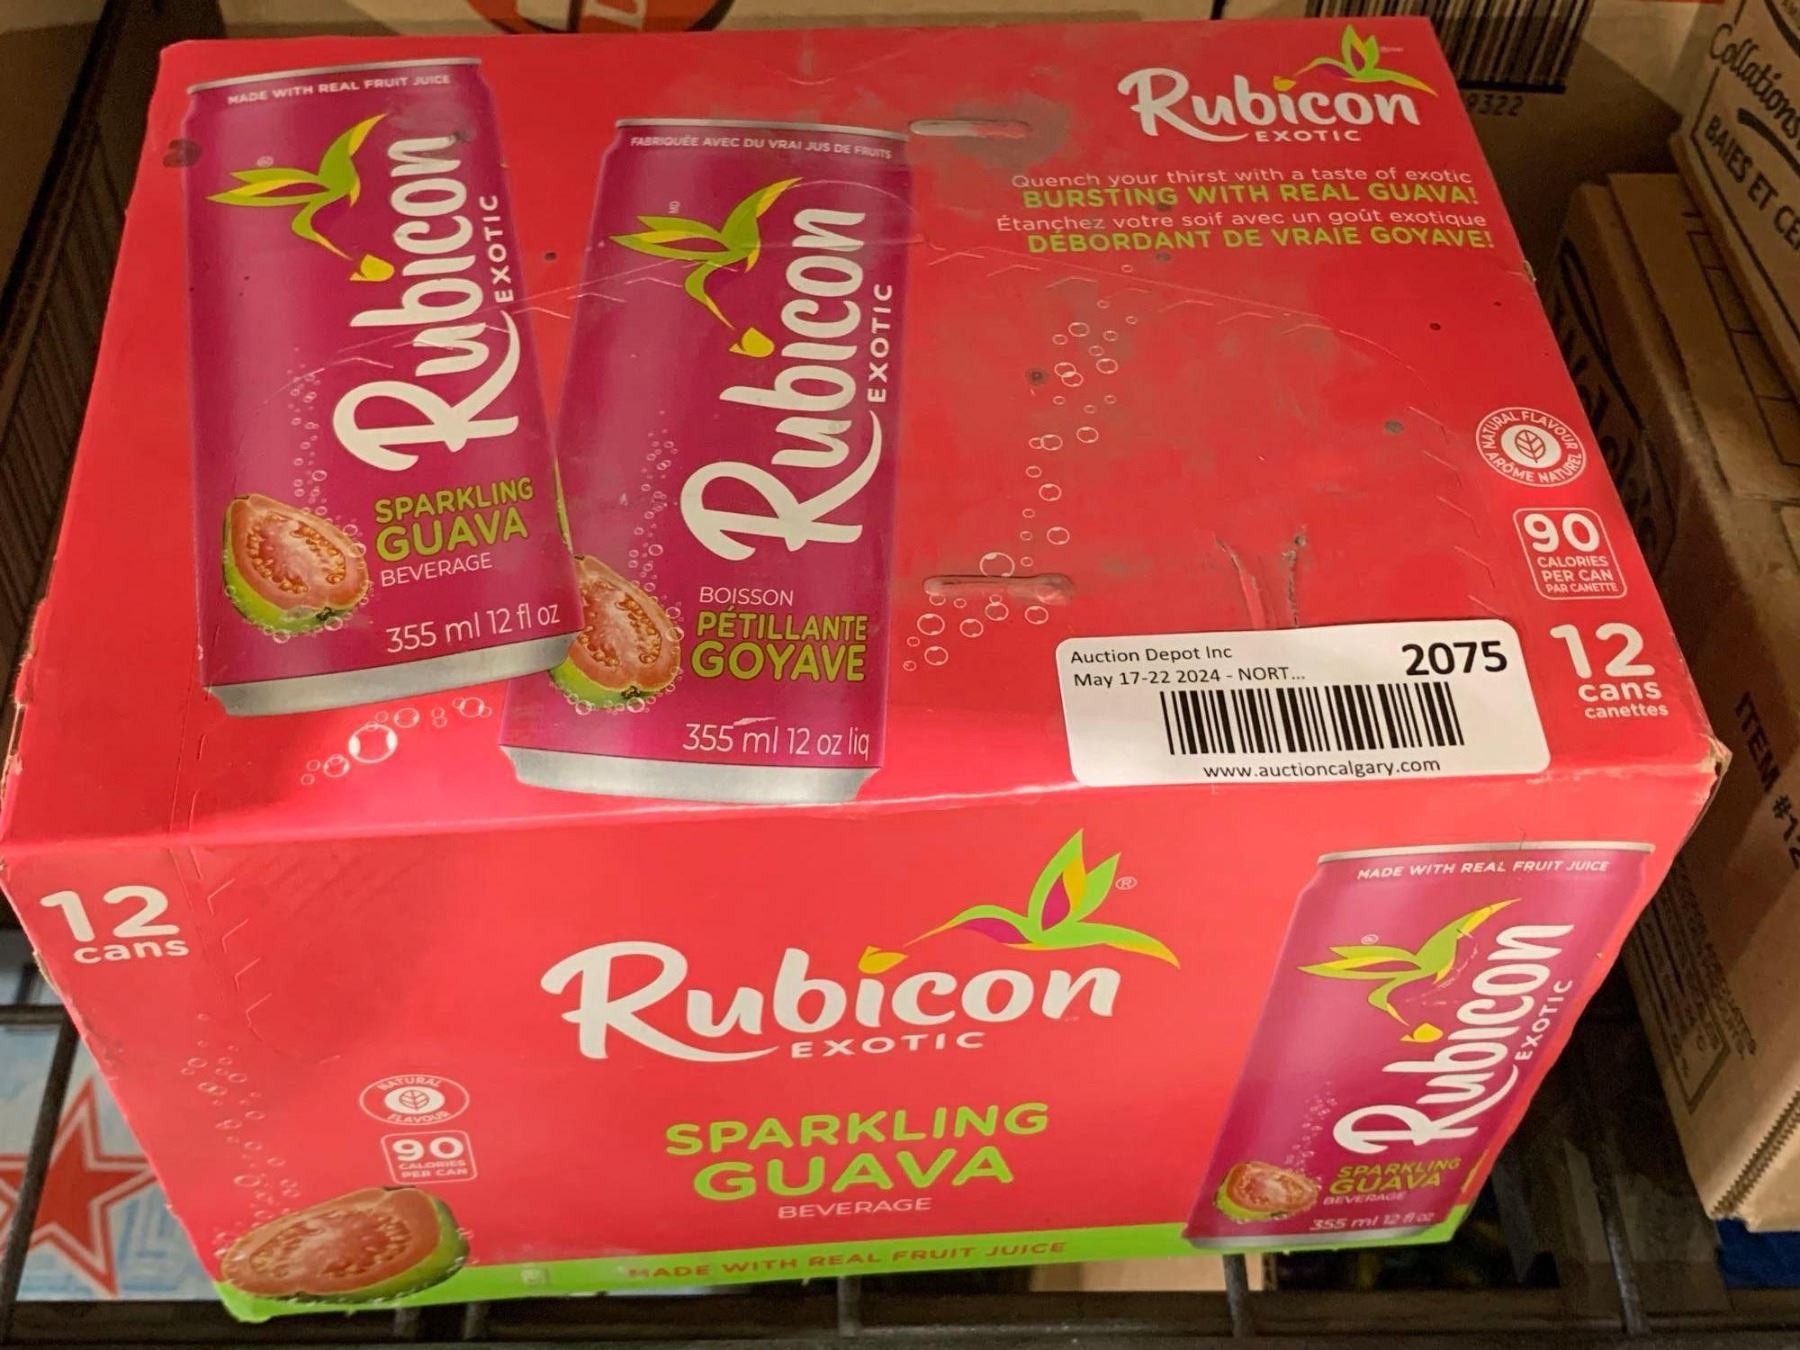 MADE WITH REAL FRUIT JUICE
Rubicon
EXOTIC
SPARKLING
GUAVA
BEVERAGE
355 ml 12 fl oz
FABRIQUÉE AVEC DU VRAI JUS DE FRUITS
MD
Rubicon
EXOTIC
BOISSON
PÉTILLANTE
GOYAVE
355 ml 12 oz liq
Rubicon
EXOTIC
Quench your thirst with a taste of exotic
BURSTING WITH REAL GUAVA!
Étanchez votre soif avec un goût exotique
DÉBORDANT DE VRAIE GOYAVE!
NATURAL FLAVOUR
ARÔME NATUREL
90
CALORIES
PER CAN
PAR CANETTE
12
cans
canettes
Auction Depot Inc
2075
May 17-22 2024 - NORT...
www.auctioncalgary.com
12
cans
Rubicon
®
EXOTIC
NATURAL
FLAVOUR
90
CALORIES
PER CAN
SPARKLING
GUAVA
BEVERAGE
MADE WITH REAL FRUIT JUICE
MADE WITH REAL FRUIT JUICE
Rubicon
EXOTIC
SPARKLING
GUAVA
BEVERAGE
355 ml 12 fl oz
9322
Collations
BAIES ET
ITEM #12